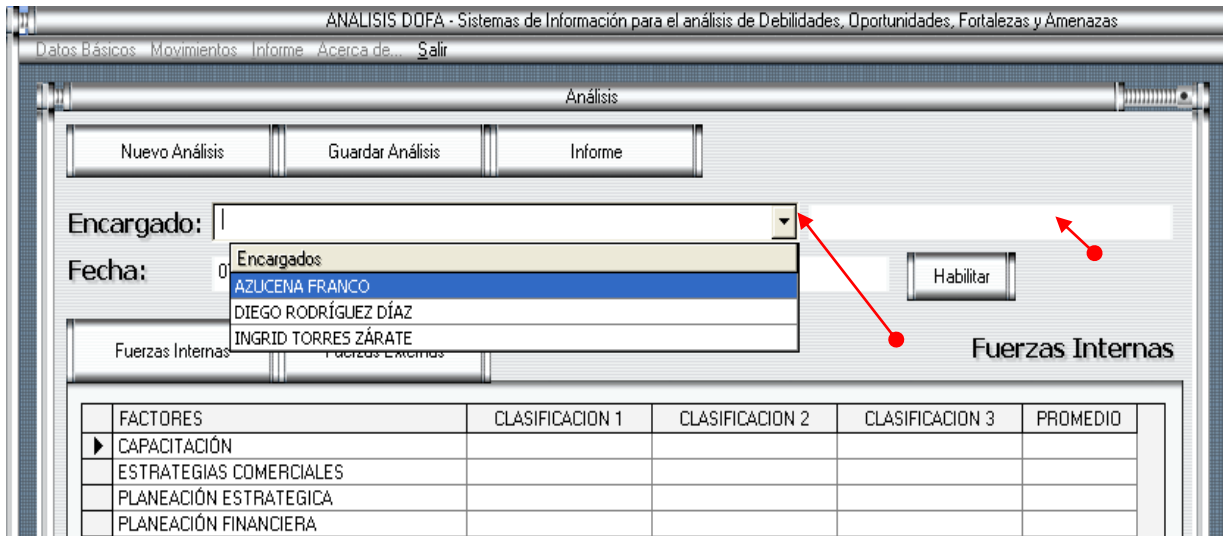 ANALISIS DOFA - Sistemas de Información para el análisis de Debilidades, Oportunidades, Fortalezas y Amenazas
Datos Básicos Movimientos Informe Acerca de... Salir
Análisis
Nuevo Análisis Guardar Análisis Informe
Encargado:
Encargados
Fecha: Habilitar
AZUCENA FRANCO
DIEGO RODRÍGUEZ DÍAZ
INGRID TORRES ZÁRATE
Fuerzas Internas Fuerzas Externas Fuerzas Internas
FACTORES CLASIFICACION 1 CLASIFICACION 2 CLASIFICACION 3 PROMEDIO
CAPACITACIÓN
ESTRATEGIAS COMERCIALES
PLANEACIÓN ESTRATEGICA
PLANEACIÓN FINANCIERA